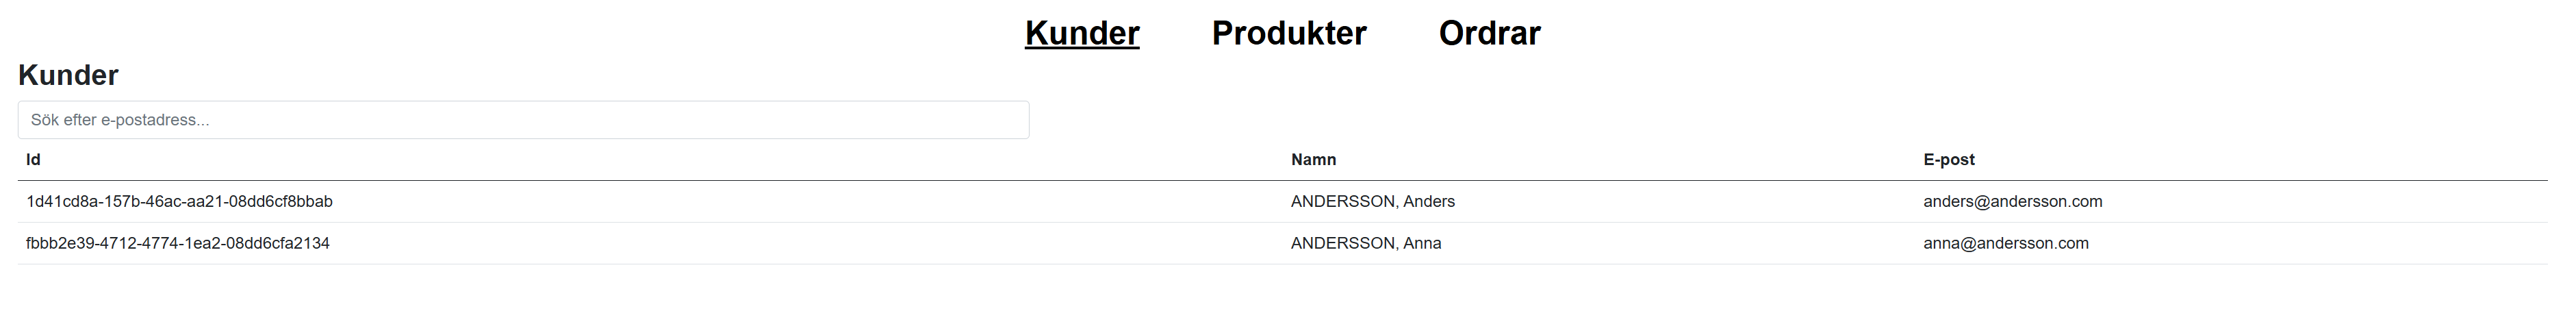 Kunder Produkter Ordrar
Kunder
Sök efter e-postadress...
Id Namn E-post
1d41cd8a-157b-46ac-aa21-08dd6cf8bbab ANDERSSON, Anders anders@andersson.com
fbbb2e39-4712-4774-1ea2-08dd6cfa2134 ANDERSSON, Anna anna@andersson.com